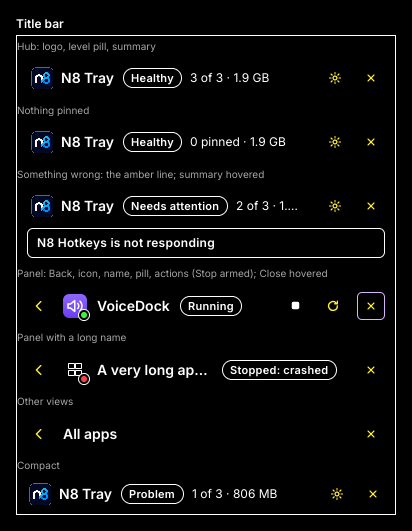 Title bar
Hub: logo, level pill, summary
n8 N8 Tray Healthy 3 of 3 · 1.9 GB
Nothing pinned
n8 N8 Tray Healthy 0 pinned · 1.9 GB
Something wrong: the amber line; summary hovered
n8 N8 Tray Needs attention 2 of 3 · 1....
N8 Hotkeys is not responding
Panel: Back, icon, name, pill, actions (Stop armed); Close hovered
VoiceDock Running
Panel with a long name
A very long ap... Stopped: crashed
Other views
All apps
Compact
n8 N8 Tray Problem 1 of 3 · 806 MB